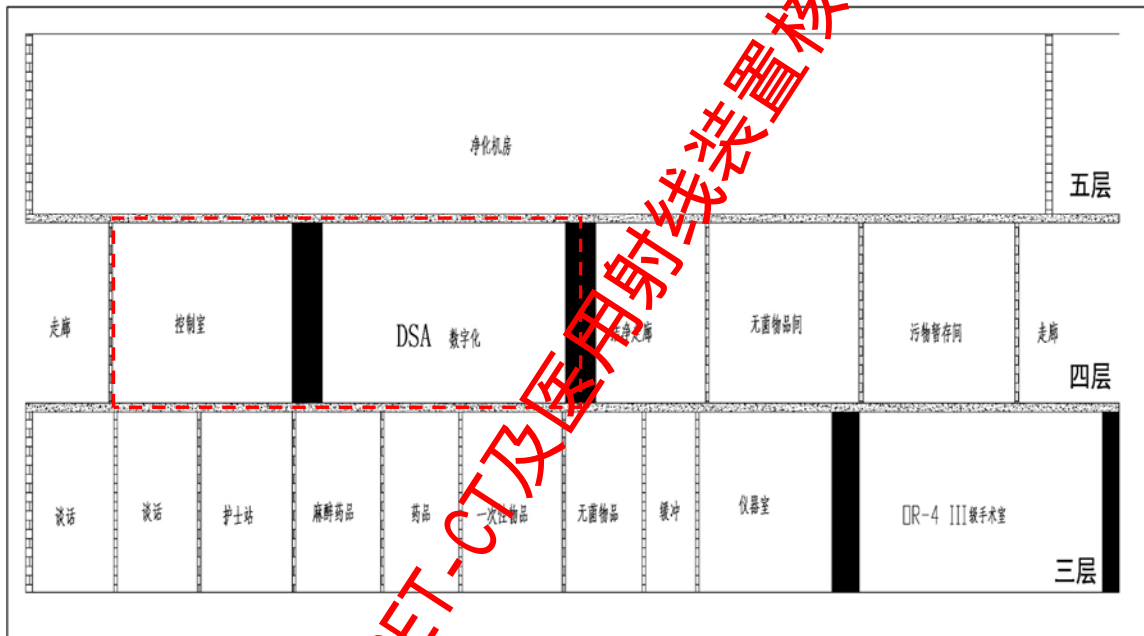 净化机房
五层
走廊
控制室
DSA 数字化
洁净走廊
无菌物品间
污物暂存间
走廊
四层
谈话
谈话
护士站
麻醉药品
药品
一次性物品
无菌物品
缓冲
仪器室
OR-4 III级手术室
三层
ET-CT及医用射线装置核